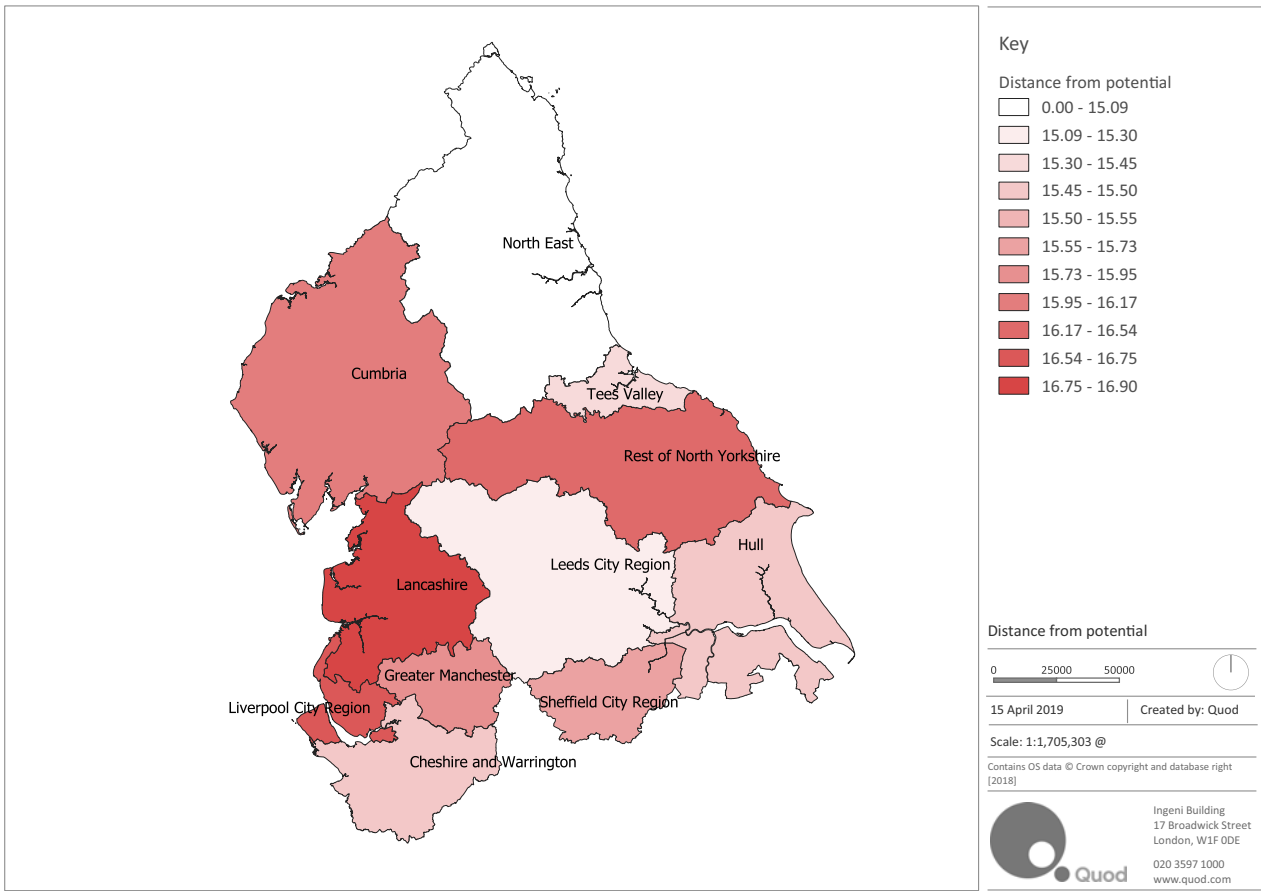 North East
Cumbria
Tees Valley
Rest of North Yorkshire
Hull
Leeds City Region
Lancashire
Greater Manchester
Sheffield City Region
Liverpool City Region
Cheshire and Warrington
Key
Distance from potential
0.00 - 15.09
15.09 - 15.30
15.30 - 15.45
15.45 - 15.50
15.50 - 15.55
15.55 - 15.73
15.73 - 15.95
15.95 - 16.17
16.17 - 16.54
16.54 - 16.75
16.75 - 16.90
Distance from potential
0 25000 50000
15 April 2019 Created by: Quod
Scale: 1:1,705,303 @
Contains OS data © Crown copyright and database right
[2018]
Quod
Ingeni Building
17 Broadwick Street
London, W1F 0DE
020 3597 1000
www.quod.com